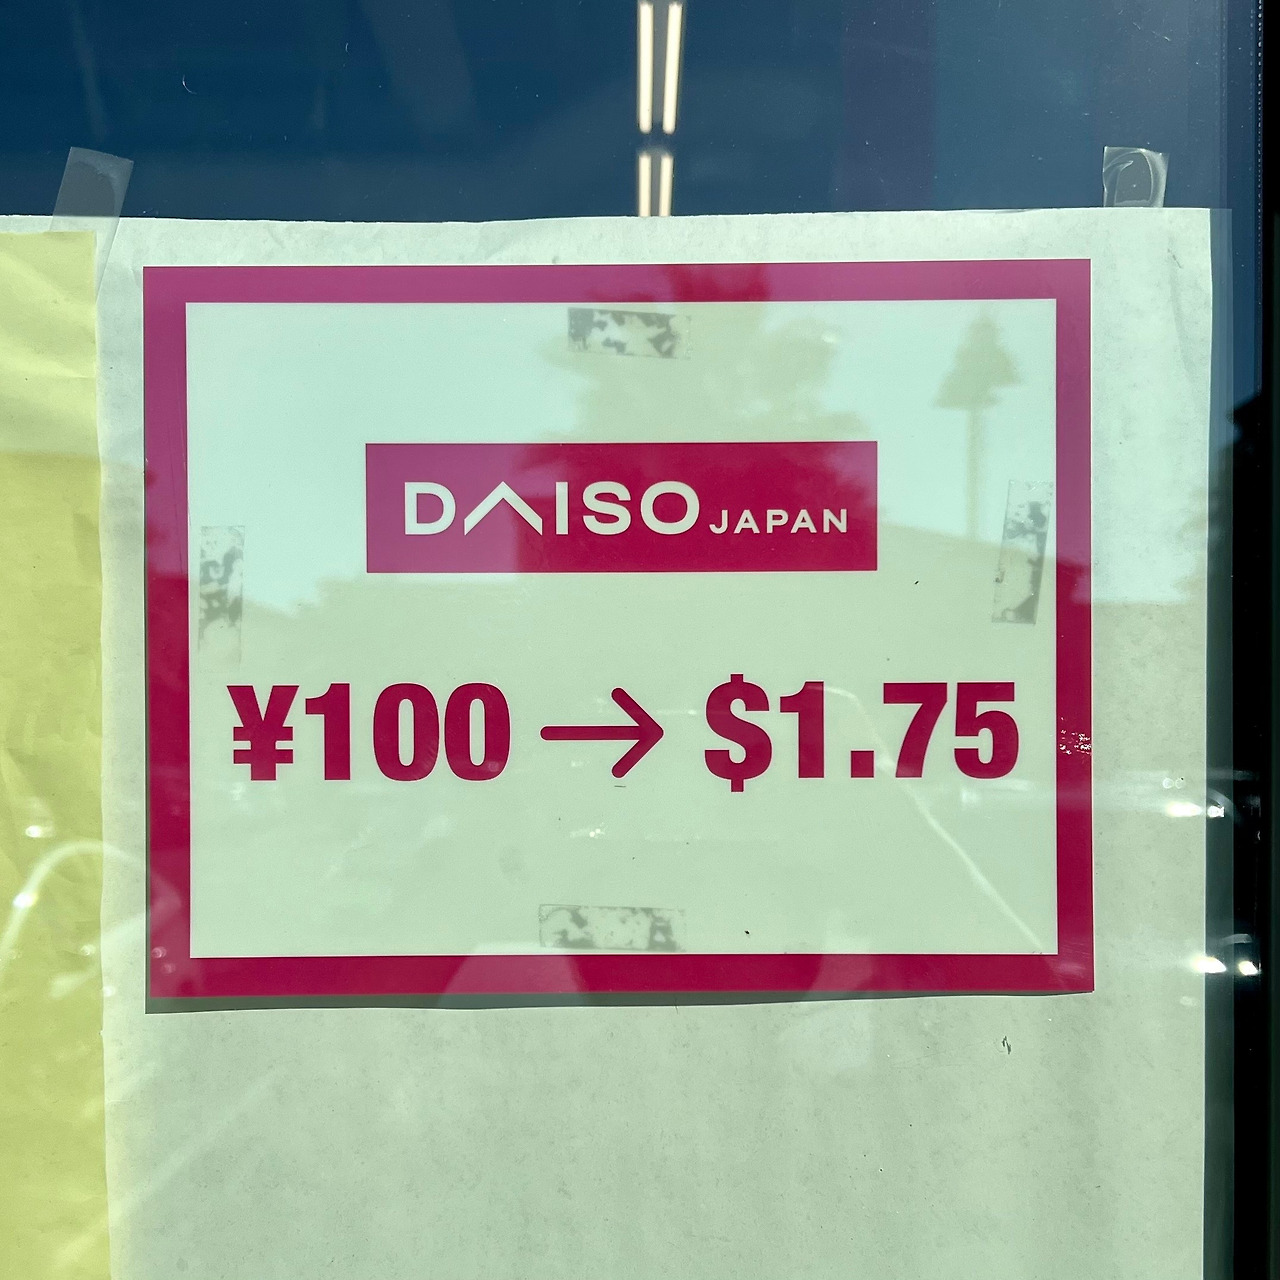 DAISO JAPAN
¥100 → $1.75